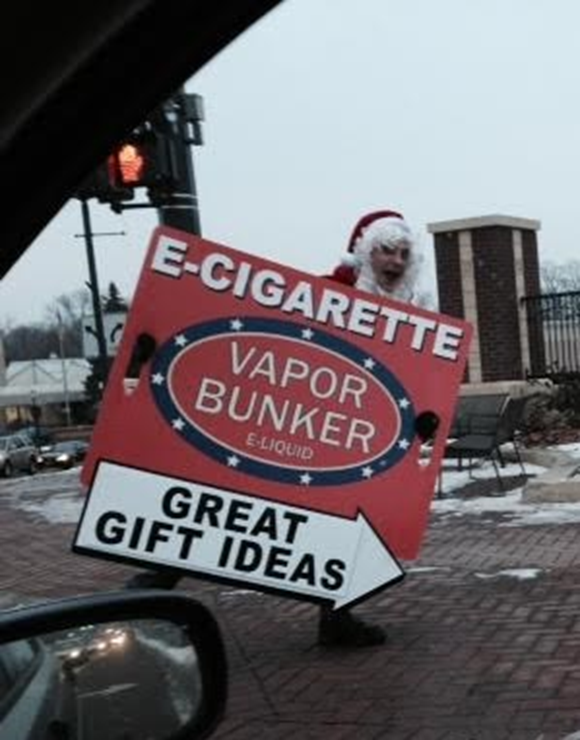 E-CIGARETTE
VAPOR
BUNKER
E-LIQUID
GREAT
GIFT IDEAS